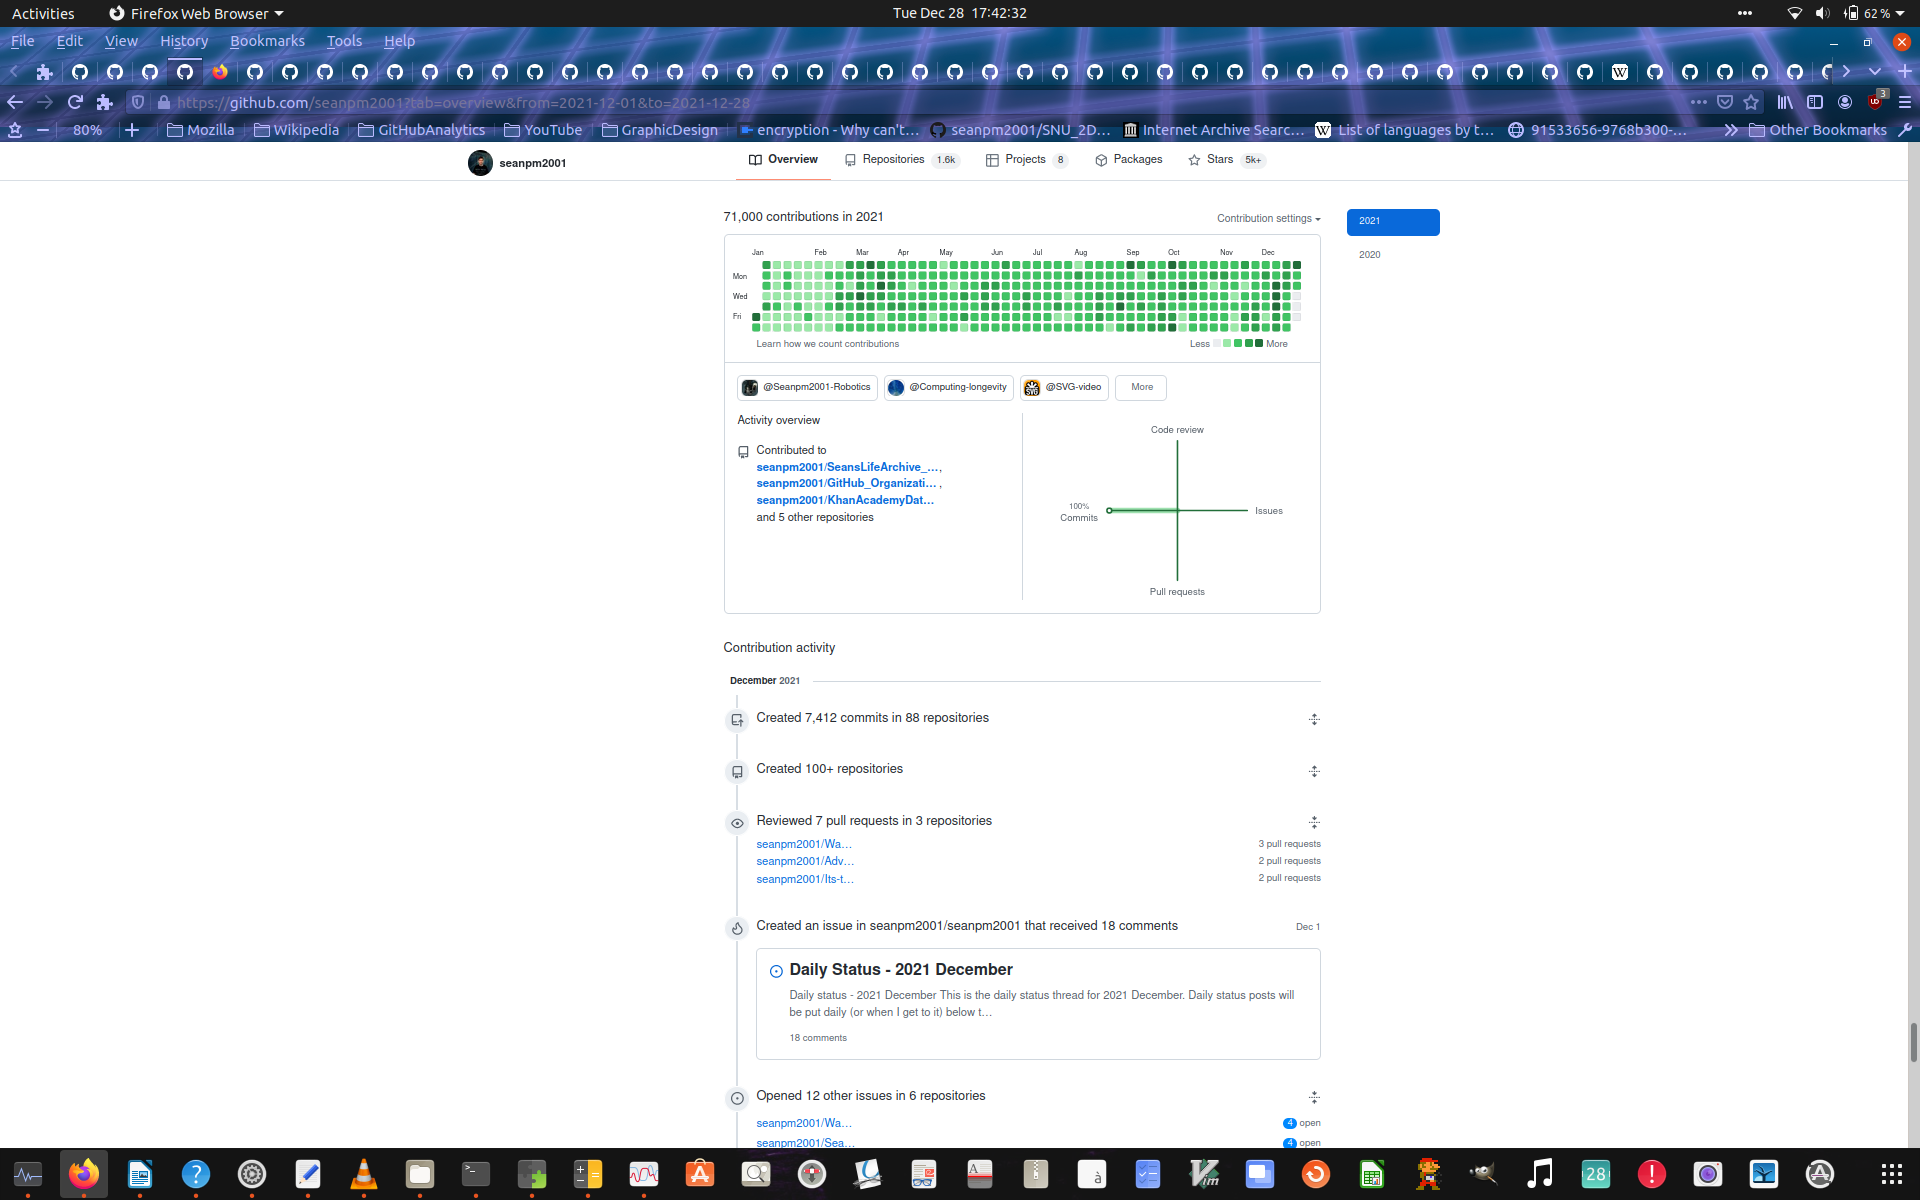 Activities
Firefox Web Browser
Tue Dec 28 17:42:32
62 %
File Edit View History Bookmarks Tools Help
https://github.com/seanpm2001?tab=overview&from=2021-12-01&to=2021-12-28
3
80%
Mozilla
Wikipedia
GitHubAnalytics
YouTube
GraphicDesign
encryption - Why can't…
seanpm2001/SNU_2D…
Internet Archive Searc…
List of languages by t…
91533656-9768b300-…
Other Bookmarks
seanpm2001
Overview
Repositories 1.6k
Projects 8
Packages
Stars 5k+
71,000 contributions in 2021
Contribution settings
2021
2020
Jan Feb Mar Apr May Jun Jul Aug Sep Oct Nov Dec
Mon
Wed
Fri
Learn how we count contributions
Less More
@Seanpm2001-Robotics
@Computing-longevity
@SVG-video
More
Activity overview
Contributed to
seanpm2001/SeansLifeArchive_…,
seanpm2001/GitHub_Organizati… ,
seanpm2001/KhanAcademyDat…
and 5 other repositories
Code review
100%
Commits
Issues
Pull requests
Contribution activity
December 2021
Created 7,412 commits in 88 repositories
Created 100+ repositories
Reviewed 7 pull requests in 3 repositories
seanpm2001/Wa… 3 pull requests
seanpm2001/Adv… 2 pull requests
seanpm2001/Its-t… 2 pull requests
Created an issue in seanpm2001/seanpm2001 that received 18 comments
Dec 1
Daily Status - 2021 December
Daily status - 2021 December This is the daily status thread for 2021 December. Daily status posts will
be put daily (or when I get to it) below t…
18 comments
Opened 12 other issues in 6 repositories
seanpm2001/Wa… 4 open
seanpm2001/Sea… 4 open
28